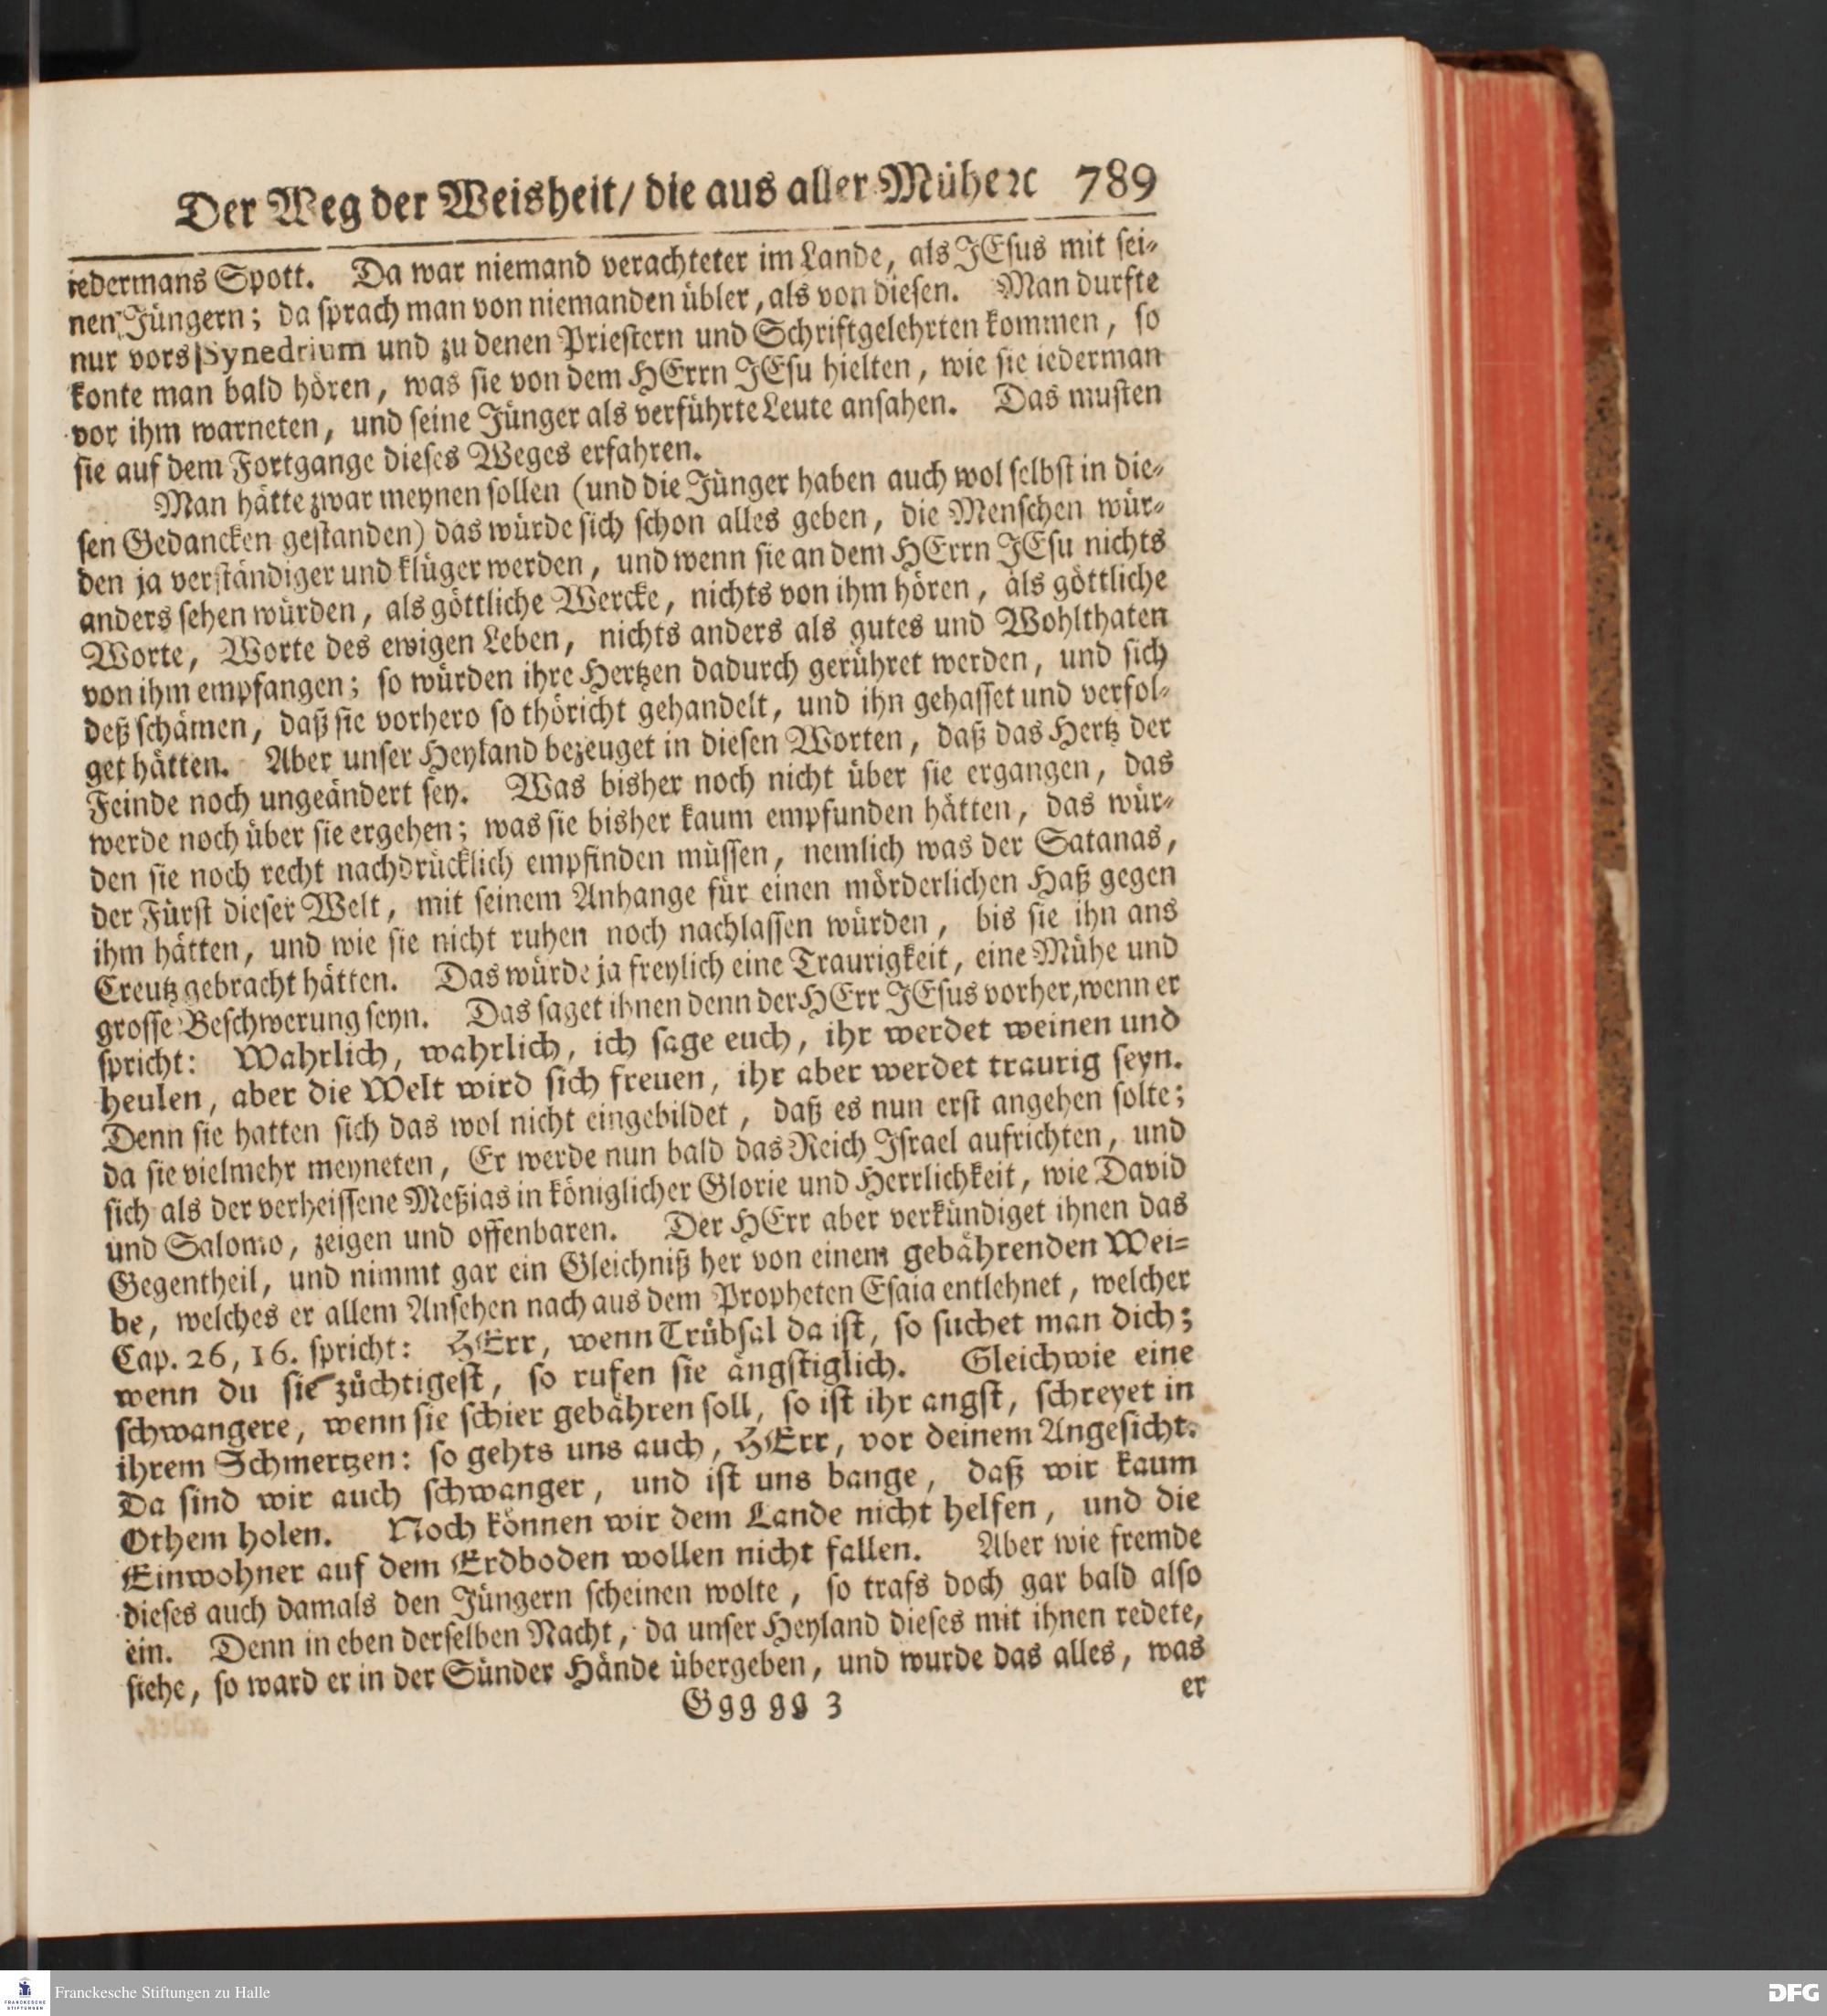 Der Weg der Weisheit/ die aus aller Mühe ꝛc 789
iedermans Spott. Da war niemand verachteter im Lande, als JEsus mit sei-
nen Jüngern; da sprach man von niemanden übler, als von diesen. Man durfte
nur vors Synedrium und zu denen Priestern und Schriftgelehrten kommen, so
konte man bald hören, was sie von dem HErrn JEsu hielten, wie sie iederman
vor ihm warneten, und seine Jünger als verführte Leute ansahen. Das musten
sie auf dem Fortgange dieses Weges erfahren.
Man hätte zwar meynen sollen (und die Jünger haben auch wol selbst in die-
sen Gedancken gestanden) das würde sich schon alles geben, die Menschen wür-
den ja verständiger und klüger werden, und wenn sie an dem HErrn JEsu nichts
anders sehen würden, als göttliche Wercke, nichts von ihm hören, als göttliche
Worte, Worte des ewigen Leben, nichts anders als gutes und Wohlthaten
von ihm empfangen; so würden ihre Hertzen dadurch gerühret werden, und sich
deß schämen, daß sie vorhero so thöricht gehandelt, und ihn gehasset und verfol-
get hätten. Aber unser Heyland bezeuget in diesen Worten, daß das Hertz der
Feinde noch ungeändert sey. Was bisher noch nicht über sie ergangen, das
werde noch über sie ergehen; was sie bisher kaum empfunden hätten, das wür-
den sie noch recht nachdrücklich empfinden müssen, nemlich was der Satanas,
der Fürst dieser Welt, mit seinem Anhange für einen mörderlichen Haß gegen
ihm hätten, und wie sie nicht ruhen noch nachlassen würden, bis sie ihn ans
Creutz gebracht hätten. Das würde ja freylich eine Traurigkeit, eine Mühe und
grosse Beschwerung seyn. Das saget ihnen denn der HErr JEsus vorher, wenn er
spricht: Wahrlich, wahrlich, ich sage euch, ihr werdet weinen und
heulen, aber die Welt wird sich freuen, ihr aber werdet traurig seyn.
Denn sie hatten sich das wol nicht eingebildet, daß es nun erst angehen solte;
da sie vielmehr meyneten, Er werde nun bald das Reich Israel aufrichten, und
sich als der verheissene Meßias in königlicher Glorie und Herrlichkeit, wie David
und Salomo, zeigen und offenbaren. Der HErr aber verkündiget ihnen das
Gegentheil, und nimmt gar ein Gleichniß her von einem gebährenden Wei-
be, welches er allem Ansehen nach aus dem Propheten Esaia entlehnet, welcher
Cap. 26, 16. spricht: HErr, wenn Trübsal da ist, so suchet man dich;
wenn du sie züchtigest, so rufen sie ängstiglich. Gleichwie eine
schwangere, wenn sie schier gebähren soll, so ist ihr angst, schreyet in
ihrem Schmertzen: so gehts uns auch, HErr, vor deinem Angesicht.
Da sind wir auch schwanger, und ist uns bange, daß wir kaum
Othem holen. Noch können wir dem Lande nicht helfen, und die
Einwohner auf dem Erdboden wollen nicht fallen. Aber wie fremde
dieses auch damals den Jüngern scheinen wolte, so trafs doch gar bald also
ein. Denn in eben derselben Nacht, da unser Heyland dieses mit ihnen redete,
siehe, so ward er in der Sünder Hände übergeben, und wurde das alles, was
Ggg gg 3 er
FRANCKESCHE STIFTUNGEN
Franckesche Stiftungen zu Halle
DFG